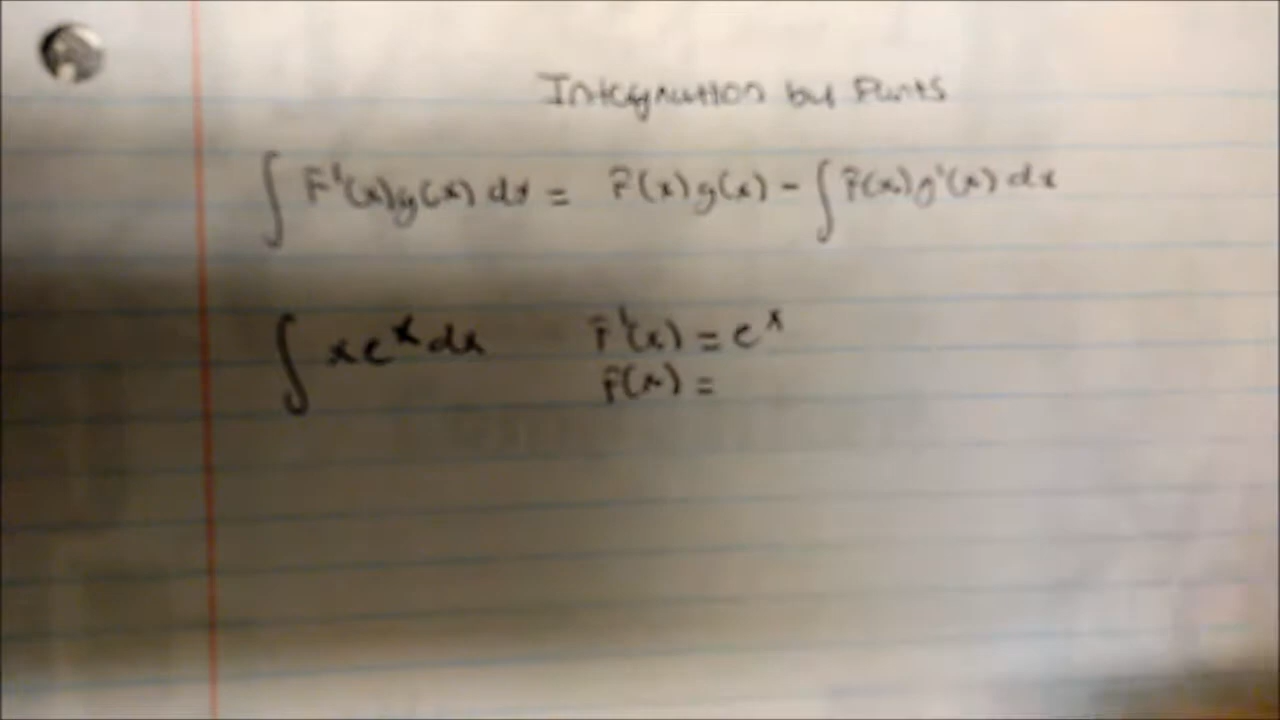 Integration by Parts
∫ F'(x)g(x) dx = F(x)g(x) - ∫ F(x)g'(x) dx
∫ xe^x dx F'(x) = e^x
F(x) =